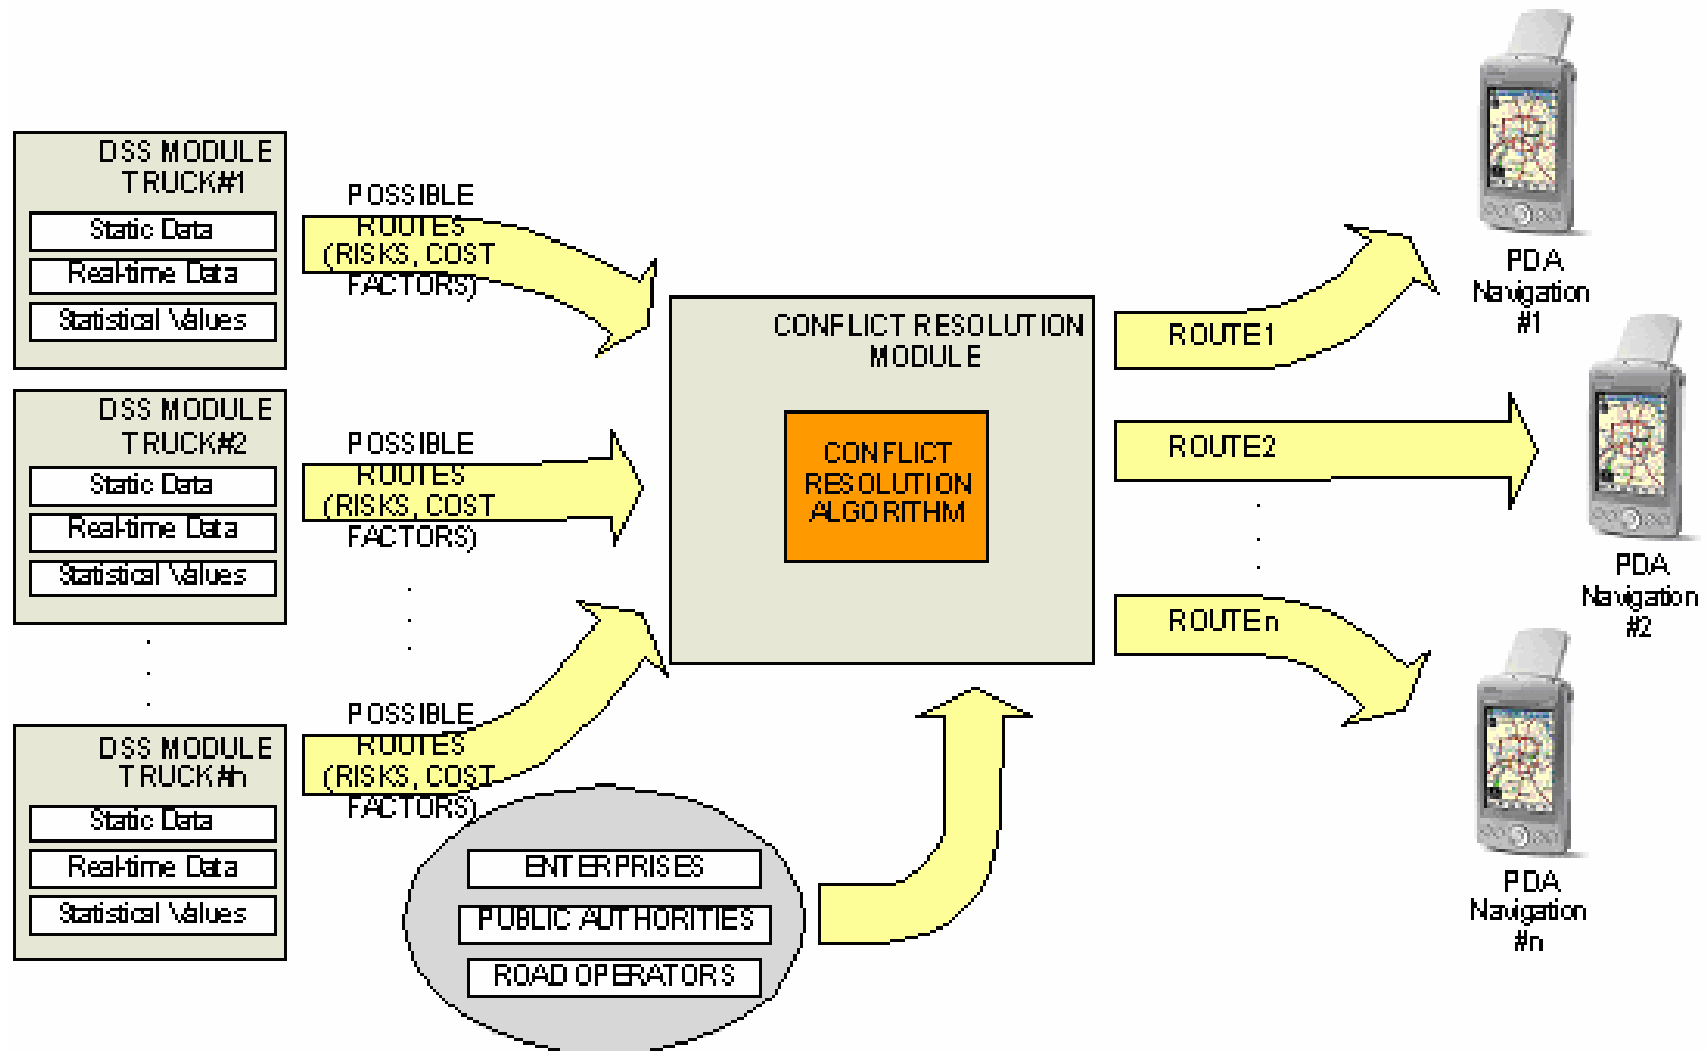 DSS MODULE
TRUCK#1
Static Data
Real-time Data
Statistical Values
POSSIBLE
ROUTES
(RISKS, COST
FACTORS)
DSS MODULE
TRUCK#2
Static Data
Real-time Data
Statistical Values
POSSIBLE
ROUTES
(RISKS, COST
FACTORS)
DSS MODULE
TRUCK#n
Static Data
Real-time Data
Statistical Values
POSSIBLE
ROUTES
(RISKS, COST
FACTORS)
ENTERPRISES
PUBLIC AUTHORITIES
ROAD OPERATORS
CONFLICT RESOLUTION
MODULE
CONFLICT
RESOLUTION
ALGORITHM
ROUTE1
ROUTE2
ROUTEn
PDA
Navigation
#1
PDA
Navigation
#2
PDA
Navigation
#n